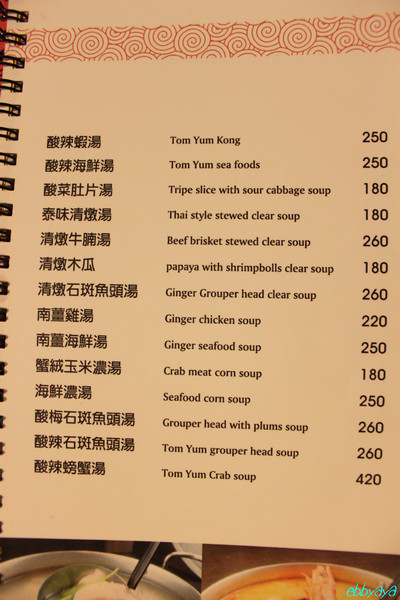 酸辣蝦湯 Tom Yum Kong 250
酸辣海鮮湯 Tom Yum sea foods 250
酸菜肚片湯 Tripe slice with sour cabbage soup 180
泰味清燉湯 Thai style stewed clear soup 180
清燉牛腩湯 Beef brisket stewed clear soup 260
清燉木瓜 papaya with shrimpbolls clear soup 180
清燉石斑魚頭湯 Ginger Grouper head clear soup 260
南薑雞湯 Ginger chicken soup 220
南薑海鮮湯 Ginger seafood soup 250
蟹絨玉米濃湯 Crab meat corn soup 180
海鮮濃湯 Seafood corn soup 250
酸梅石斑魚頭湯 Grouper head with plums soup 260
酸辣石斑魚頭湯 Tom Yum grouper head soup 260
酸辣螃蟹湯 Tom Yum Crab soup 420
ebbyaya